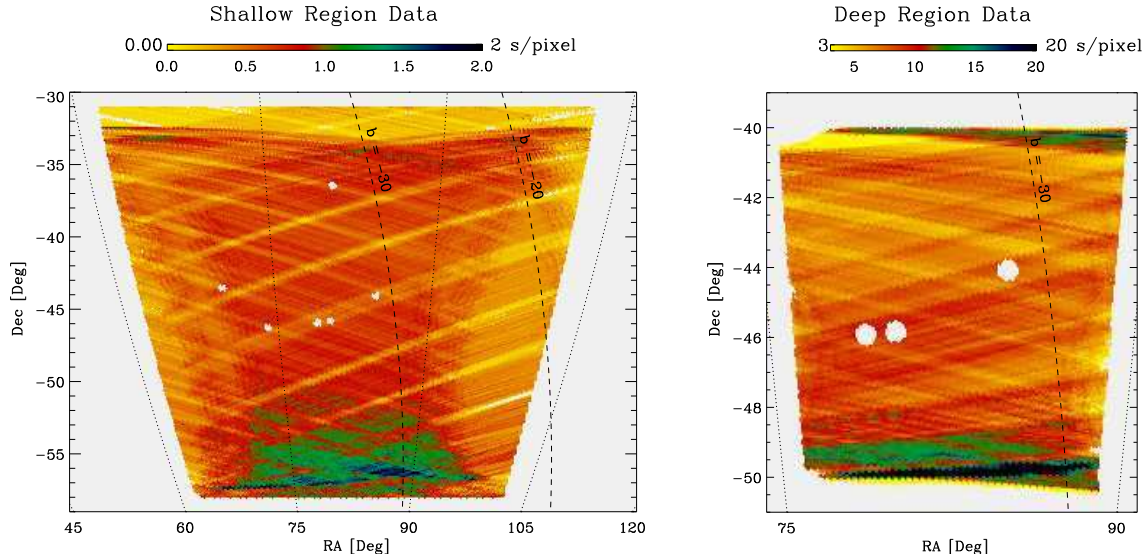 Shallow Region Data
0.00 2 s/pixel
0.0 0.5 1.0 1.5 2.0
-30
-35
-40
-45
-50
-55
Dec [Deg]
b = -30
b = -20
45 60 75 90 105 120
RA [Deg]
Deep Region Data
3 20 s/pixel
5 10 15 20
-40
-42
-44
-46
-48
-50
Dec [Deg]
b = -30
75 90
RA [Deg]